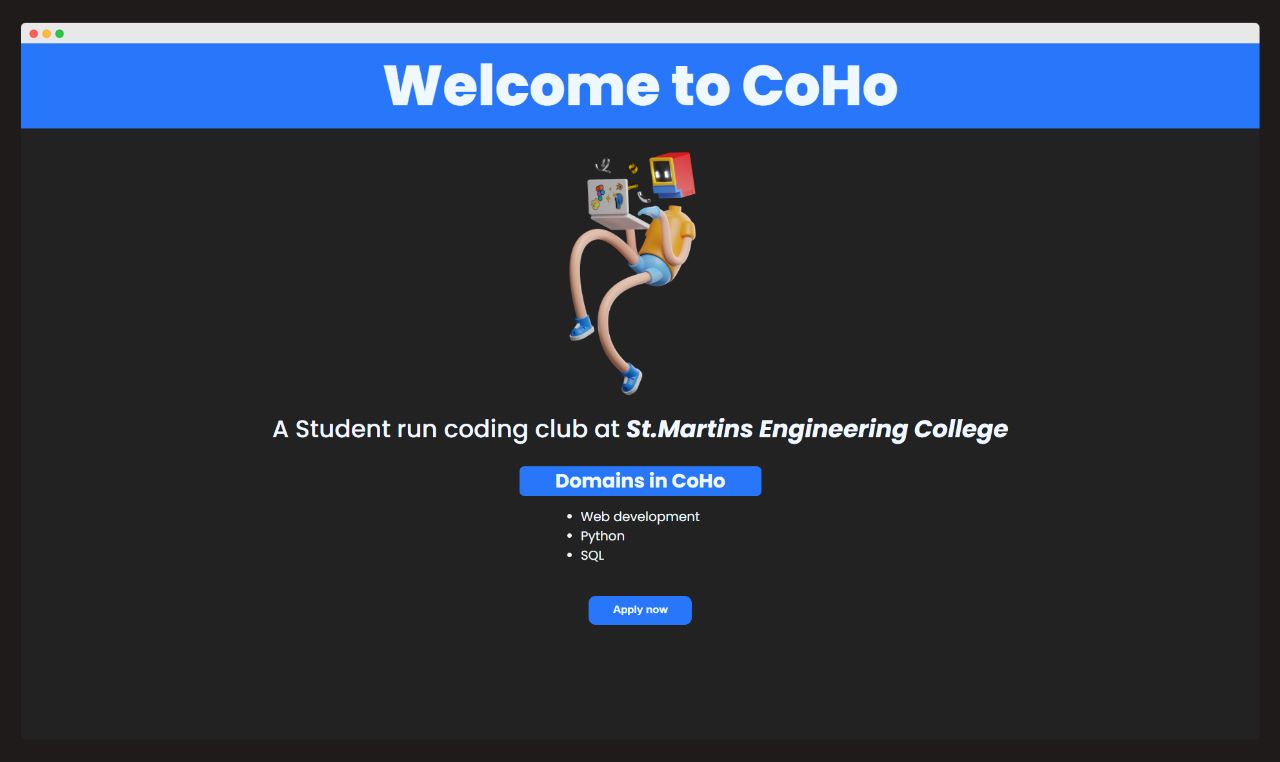 Welcome to CoHo
A Student run coding club at St.Martins Engineering College
Domains in CoHo
Web development
Python
SQL
Apply now